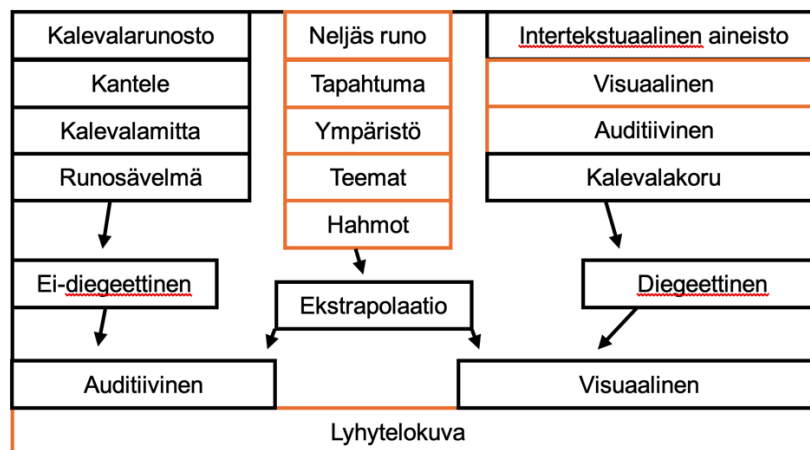 Kalevalarunosto
Kantele
Kalevalamitta
Runosävelmä
Neljäs runo
Tapahtuma
Ympäristö
Teemat
Hahmot
Intertekstuaalinen aineisto
Visuaalinen
Auditiivinen
Kalevalakoru
Ei-diegeettinen
Ekstrapolaatio
Diegeettinen
Auditiivinen
Visuaalinen
Lyhytelokuva